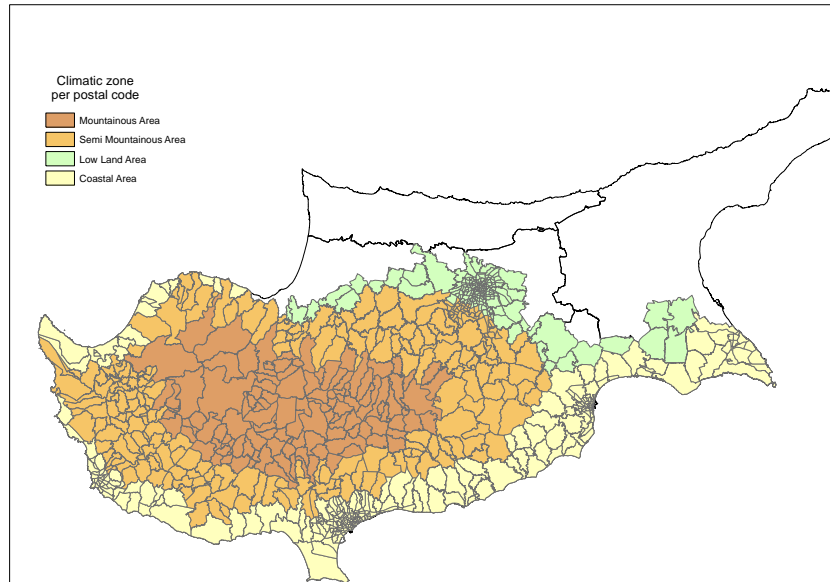 Climatic zone
per postal code
Mountainous Area
Semi Mountainous Area
Low Land Area
Coastal Area